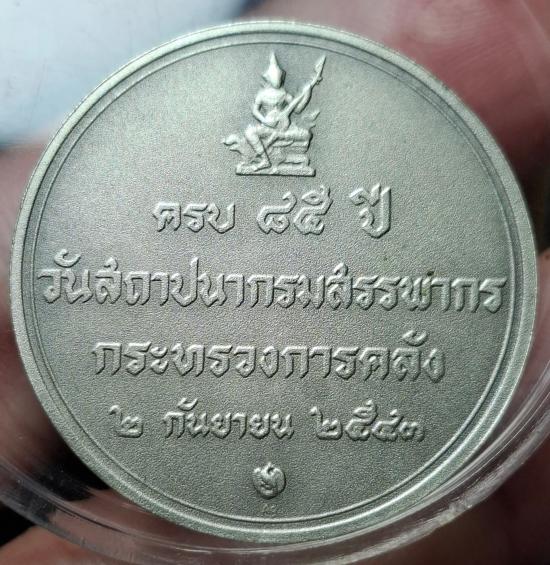 ครบ ๘๕ ปี
วันสถาปนากรมสรรพากร
กระทรวงการคลัง
๒ กันยายน ๒๕๔๓